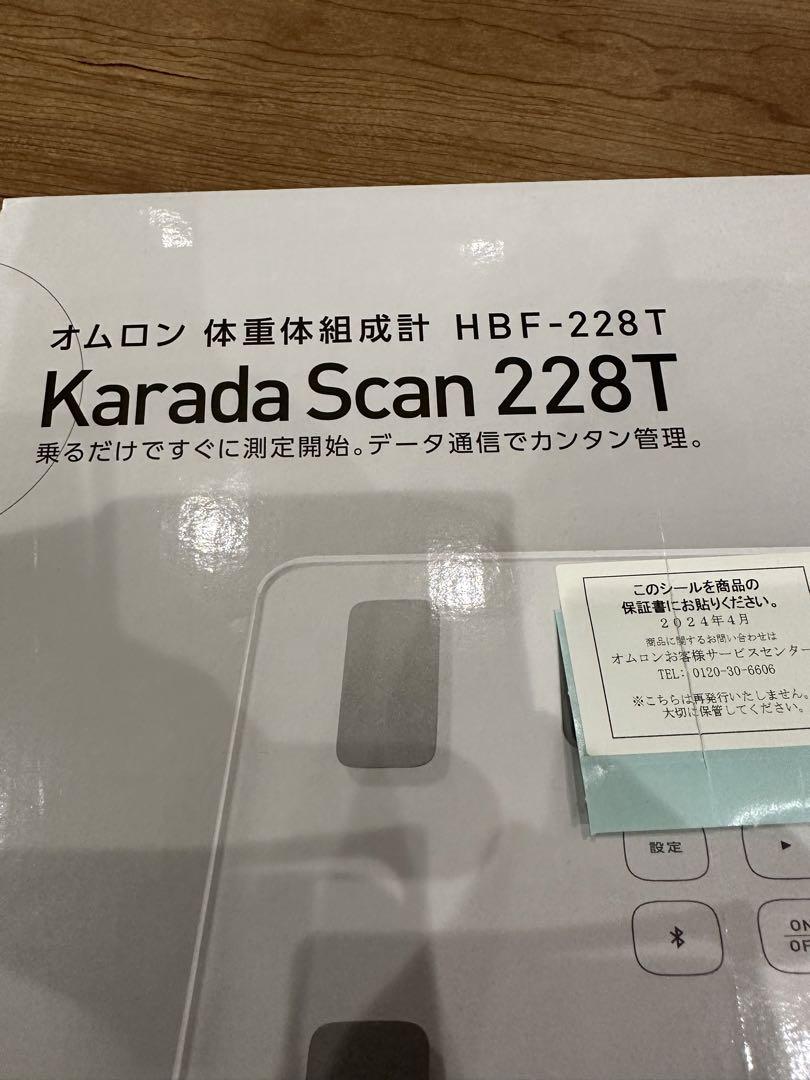 オムロン 体重体組成計 HBF-228T
Karada Scan 228T
乗るだけですぐに測定開始。データ通信でカンタン管理。
このシールを商品の
保証書にお貼りください。
2024年4月
商品に関するお問い合わせは
オムロンお客様サービスセンター
TEL: 0120-30-6606
※こちらは再発行いたしません。
大切に保管してください。
設定
ON
OF